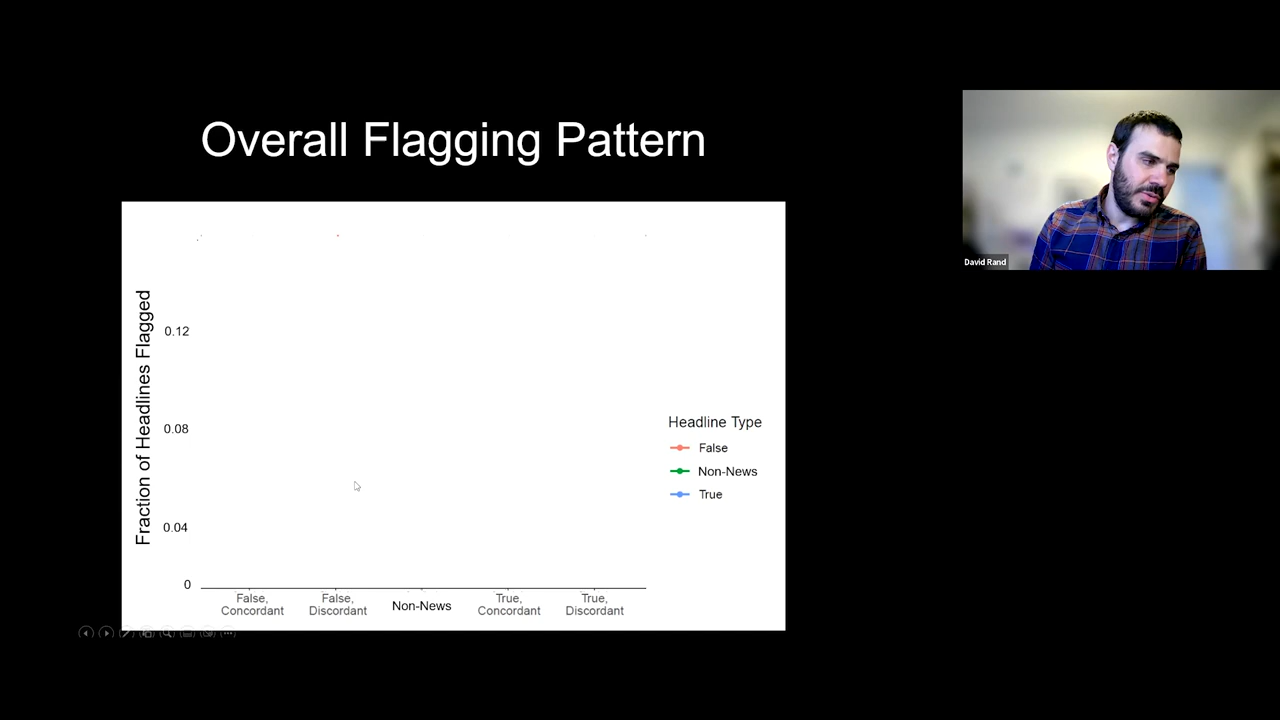 Overall Flagging Pattern
David Rand
Fraction of Headlines Flagged
0.12
0.08
0.04
0
False,
Concordant
False,
Discordant
Non-News
True,
Concordant
True,
Discordant
Headline Type
False
Non-News
True